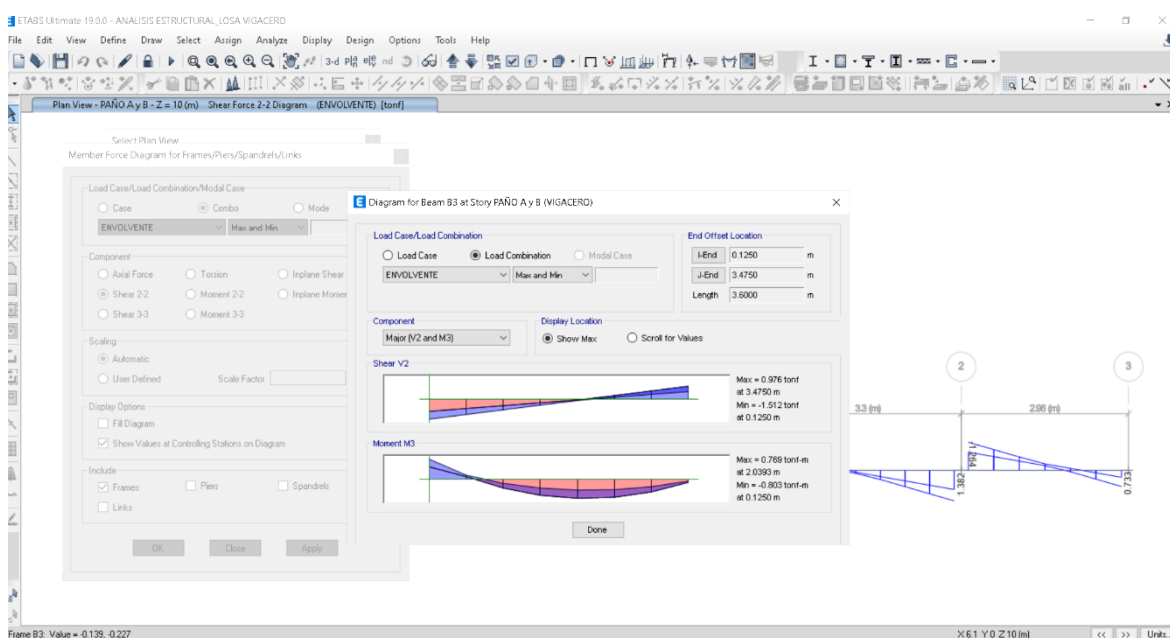 ETABS Ultimate 19.0.0 - ANALISIS ESTRUCTURAL_LOSA VIGACERO
File Edit View Define Draw Select Assign Analyze Display Design Options Tools Help
3-d
nd
Plan View - PAÑO A y B - Z = 10 (m) Shear Force 2-2 Diagram (ENVOLVENTE) [tonf]
Select Plan View
Member Force Diagram for Frames/Piers/Spandrels/Links
Load Case/Load Combination/Modal Case
Case Combo Mode
ENVOLVENTE Max and Min
Component
Axial Force Torsion Inplane Shear
Shear 2-2 Moment 2-2 Inplane Momen
Shear 3-3 Moment 3-3
Scaling
Automatic
User Defined Scale Factor
Display Options
Fill Diagram
Show Values at Controlling Stations on Diagram
Include
Frames Piers Spandrels
Links
OK Close Apply
Diagram for Beam B3 at Story PAÑO A y B (VIGACERO)
Load Case/Load Combination
Load Case Load Combination Modal Case
ENVOLVENTE Max and Min
End Offset Location
I-End 0.1250 m
J-End 3.4750 m
Length 3.6000 m
Component
Major (V2 and M3)
Display Location
Show Max Scroll for Values
Shear V2
Max = 0.976 tonf
at 3.4750 m
Min = -1.512 tonf
at 0.1250 m
Moment M3
Max = 0.769 tonf-m
at 2.0393 m
Min = -0.803 tonf-m
at 0.1250 m
Done
2 3
3.3 (m) 2.96 (m)
1.264
1.382
0.733
Frame B3: Value = -0.139, -0.227
X 6.1 Y 0 Z 10 (m) << >> Units